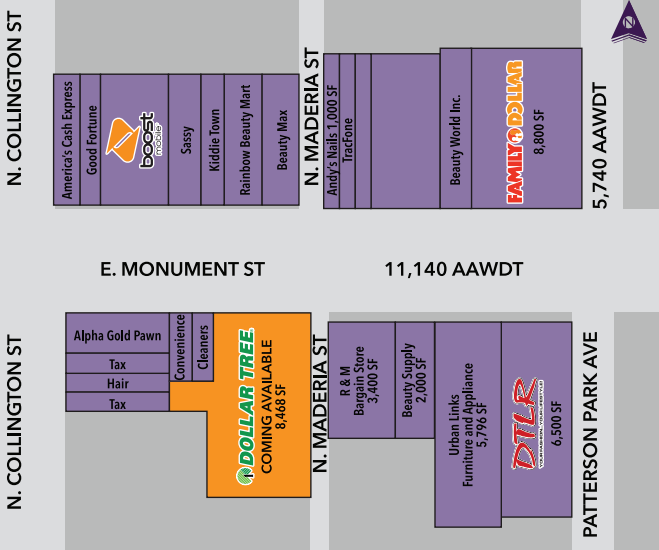 N. COLLINGTON ST
America's Cash Express
Good Fortune
boost
mobile
Sassy
Kiddie Town
Rainbow Beauty Mart
Beauty Max
N. MADERIA ST
Andy's Nails 1,000 SF
TracFone
Beauty World Inc.
FAMILY DOLLAR
8,800 SF
5,740 AAWDT
N
E. MONUMENT ST
11,140 AAWDT
N. COLLINGTON ST
Alpha Gold Pawn
Tax
Hair
Tax
Convenience
Cleaners
DOLLAR TREE
COMING AVAILABLE
8,468 SF
N. MADERIA ST
R & M
Bargain Store
3,400 SF
Beauty Supply
2,000 SF
Urban Links
Furniture and Appliance
5,796 SF
DTLR
YOUR FASHION. YOUR LIFESTYLE.
6,500 SF
PATTERSON PARK AVE